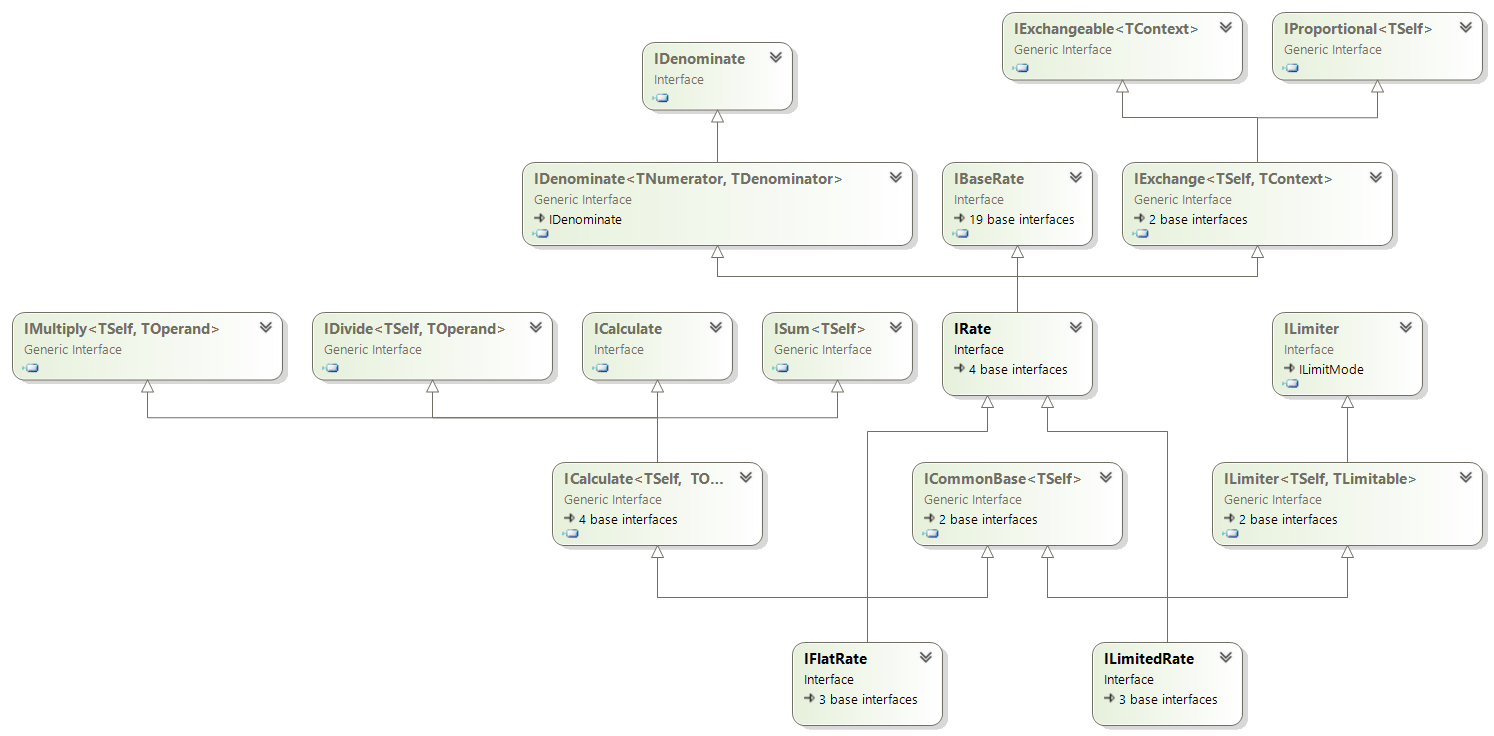 IExchangeable<TContext>
Generic Interface
IProportional<TSelf>
Generic Interface
IDenominate
Interface
IDenominate<TNumerator, TDenominator>
Generic Interface
IDenominate
IBaseRate
Interface
19 base interfaces
IExchange<TSelf, TContext>
Generic Interface
2 base interfaces
IMultiply<TSelf, TOperand>
Generic Interface
IDivide<TSelf, TOperand>
Generic Interface
ICalculate
Interface
ISum<TSelf>
Generic Interface
IRate
Interface
4 base interfaces
ILimiter
Interface
ILimitMode
ICalculate<TSelf, TO...
Generic Interface
4 base interfaces
ICommonBase<TSelf>
Generic Interface
2 base interfaces
ILimiter<TSelf, TLimitable>
Generic Interface
2 base interfaces
IFlatRate
Interface
3 base interfaces
ILimitedRate
Interface
3 base interfaces